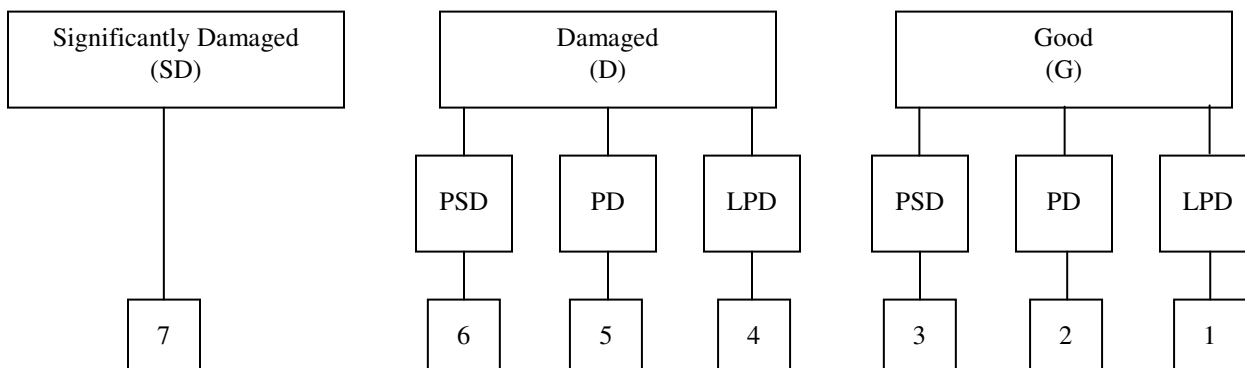 Significantly Damaged
(SD)
Damaged
(D)
Good
(G)
PSD
PD
LPD
PSD
PD
LPD
7
6
5
4
3
2
1